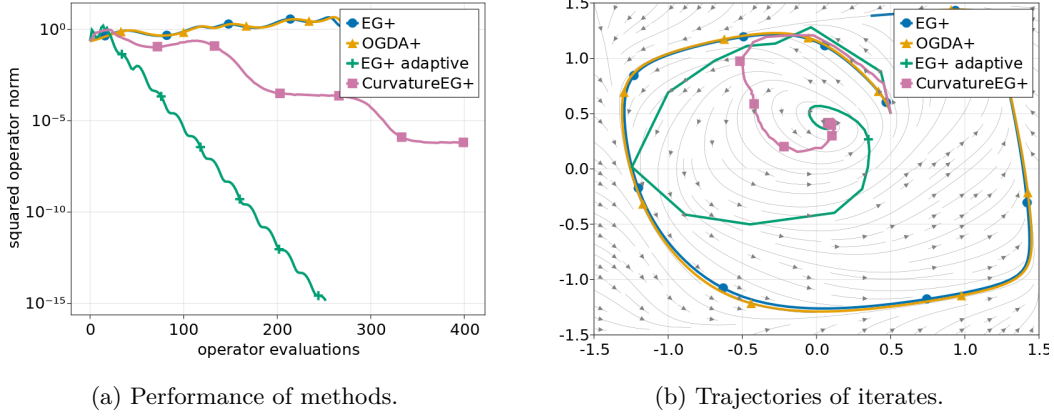 10⁰
10⁻⁵
10⁻¹⁰
10⁻¹⁵
squared operator norm
0
100
200
300
400
operator evaluations
EG+
OGDA+
EG+ adaptive
CurvatureEG+
(a) Performance of methods.
1.5
1.0
0.5
0.0
-0.5
-1.0
-1.5
-1.5
-1.0
-0.5
0.0
0.5
1.0
1.5
EG+
OGDA+
EG+ adaptive
CurvatureEG+
(b) Trajectories of iterates.